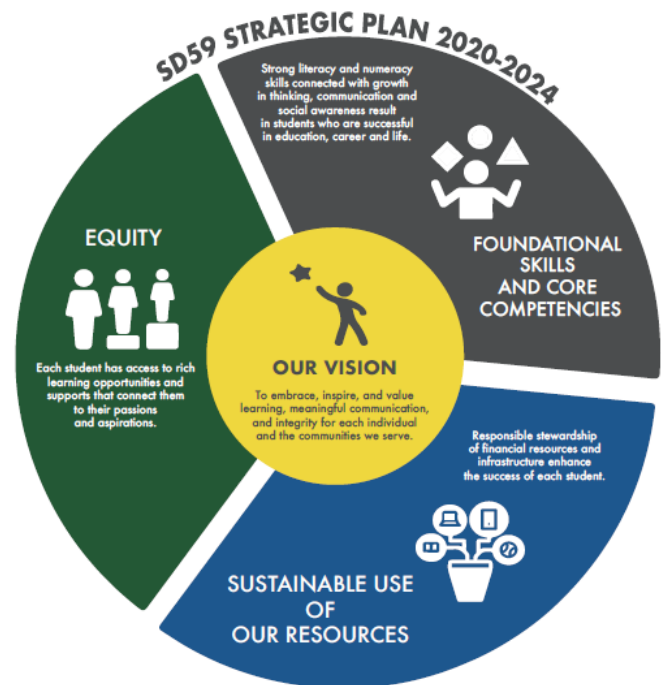 SD59 STRATEGIC PLAN 2020-2024
Strong literacy and numeracy
skills connected with growth
in thinking, communication and
social awareness result
in students who are successful
in education, career and life.
FOUNDATIONAL
SKILLS
AND CORE
COMPETENCIES
EQUITY
Each student has access to rich
learning opportunities and
supports that connect them
to their passions
and aspirations.
OUR VISION
To embrace, inspire, and value
learning, meaningful communication,
and integrity for each individual
and the communities we serve.
Responsible stewardship
of financial resources and
infrastructure enhance
the success of each student.
SUSTAINABLE USE
OF
OUR RESOURCES